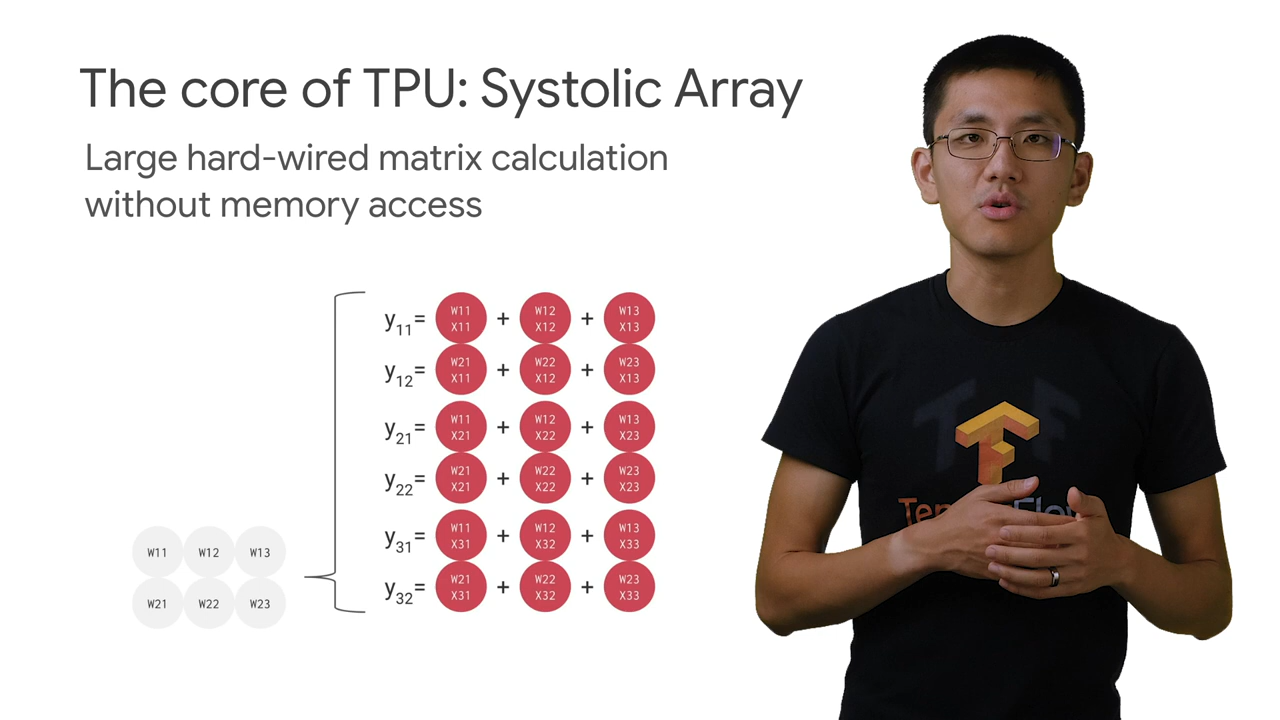 The core of TPU: Systolic Array
Large hard-wired matrix calculation
without memory access
y11= W11 X11 + W12 X12 + W13 X13
y12= W21 X11 + W22 X12 + W23 X13
y21= W11 X21 + W12 X22 + W13 X23
y22= W21 X21 + W22 X22 + W23 X23
y31= W11 X31 + W12 X32 + W13 X33
y32= W21 X31 + W22 X32 + W23 X33
W11 W12 W13
W21 W22 W23